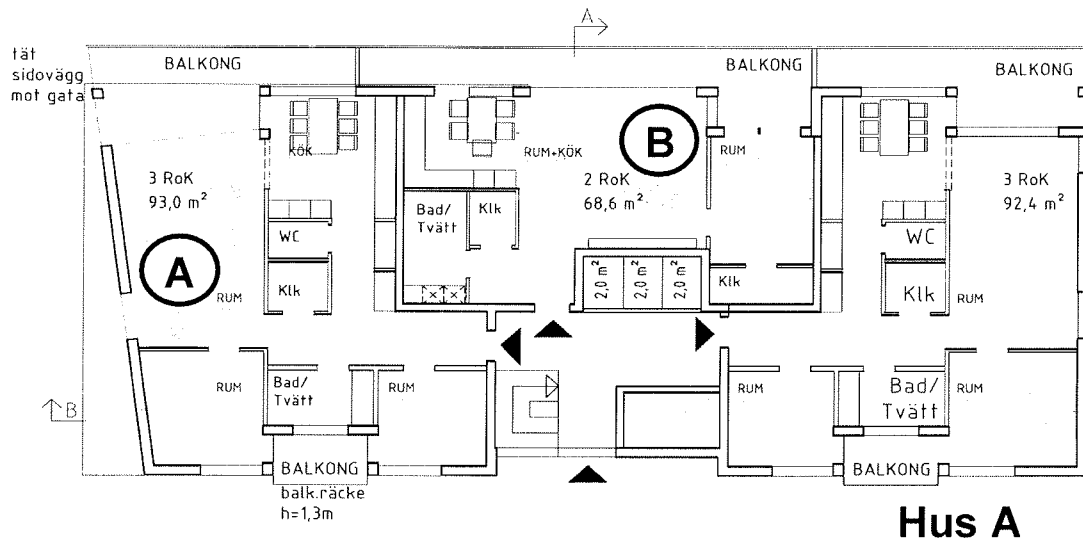 A
tät
sidovägg
mot gata
BALKONG
BALKONG
BALKONG
KÖK
RUM+KÖK
B
RUM
3 RoK
93,0 m²
2 RoK
68,6 m²
3 RoK
92,4 m²
Bad/
Tvätt
Klk
WC
WC
A
Klk
2,0 m²
2,0 m²
2,0 m²
Klk
Klk
RUM
RUM
x x
RUM
Bad/
Tvätt
RUM
RUM
Bad/
Tvätt
RUM
B
BALKONG
balk.räcke
h=1,3m
BALKONG
Hus A